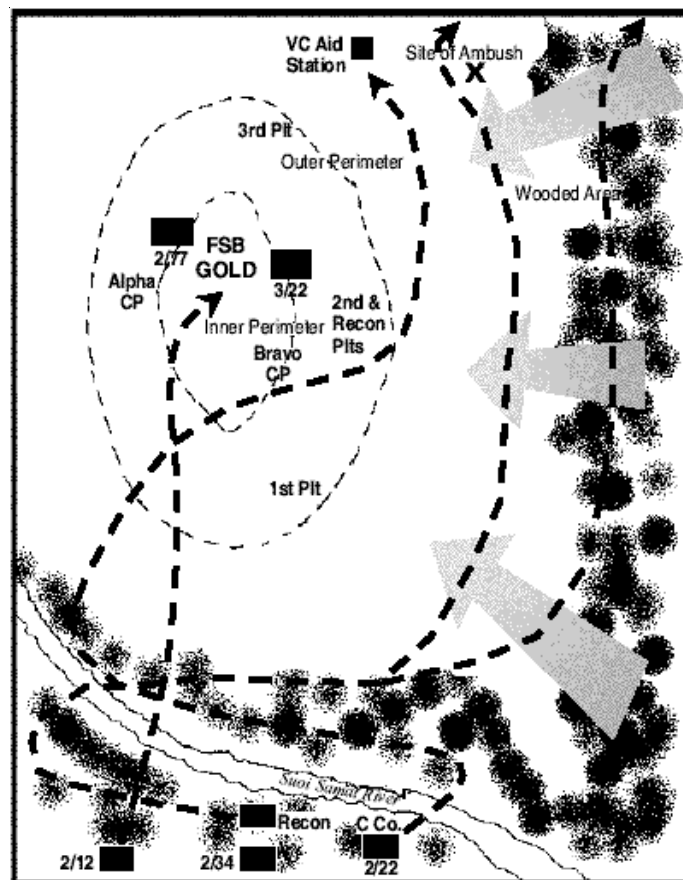 VC Aid
Station
Site of Ambush
X
3rd Plt
Outer Perimeter
Wooded Area
2/77
FSB
GOLD
3/22
Alpha
CP
2nd &
Recon
Plts
Inner Perimeter
Bravo
CP
1st Plt
Suoi Samat River
Recon
C Co.
2/12
2/34
2/22